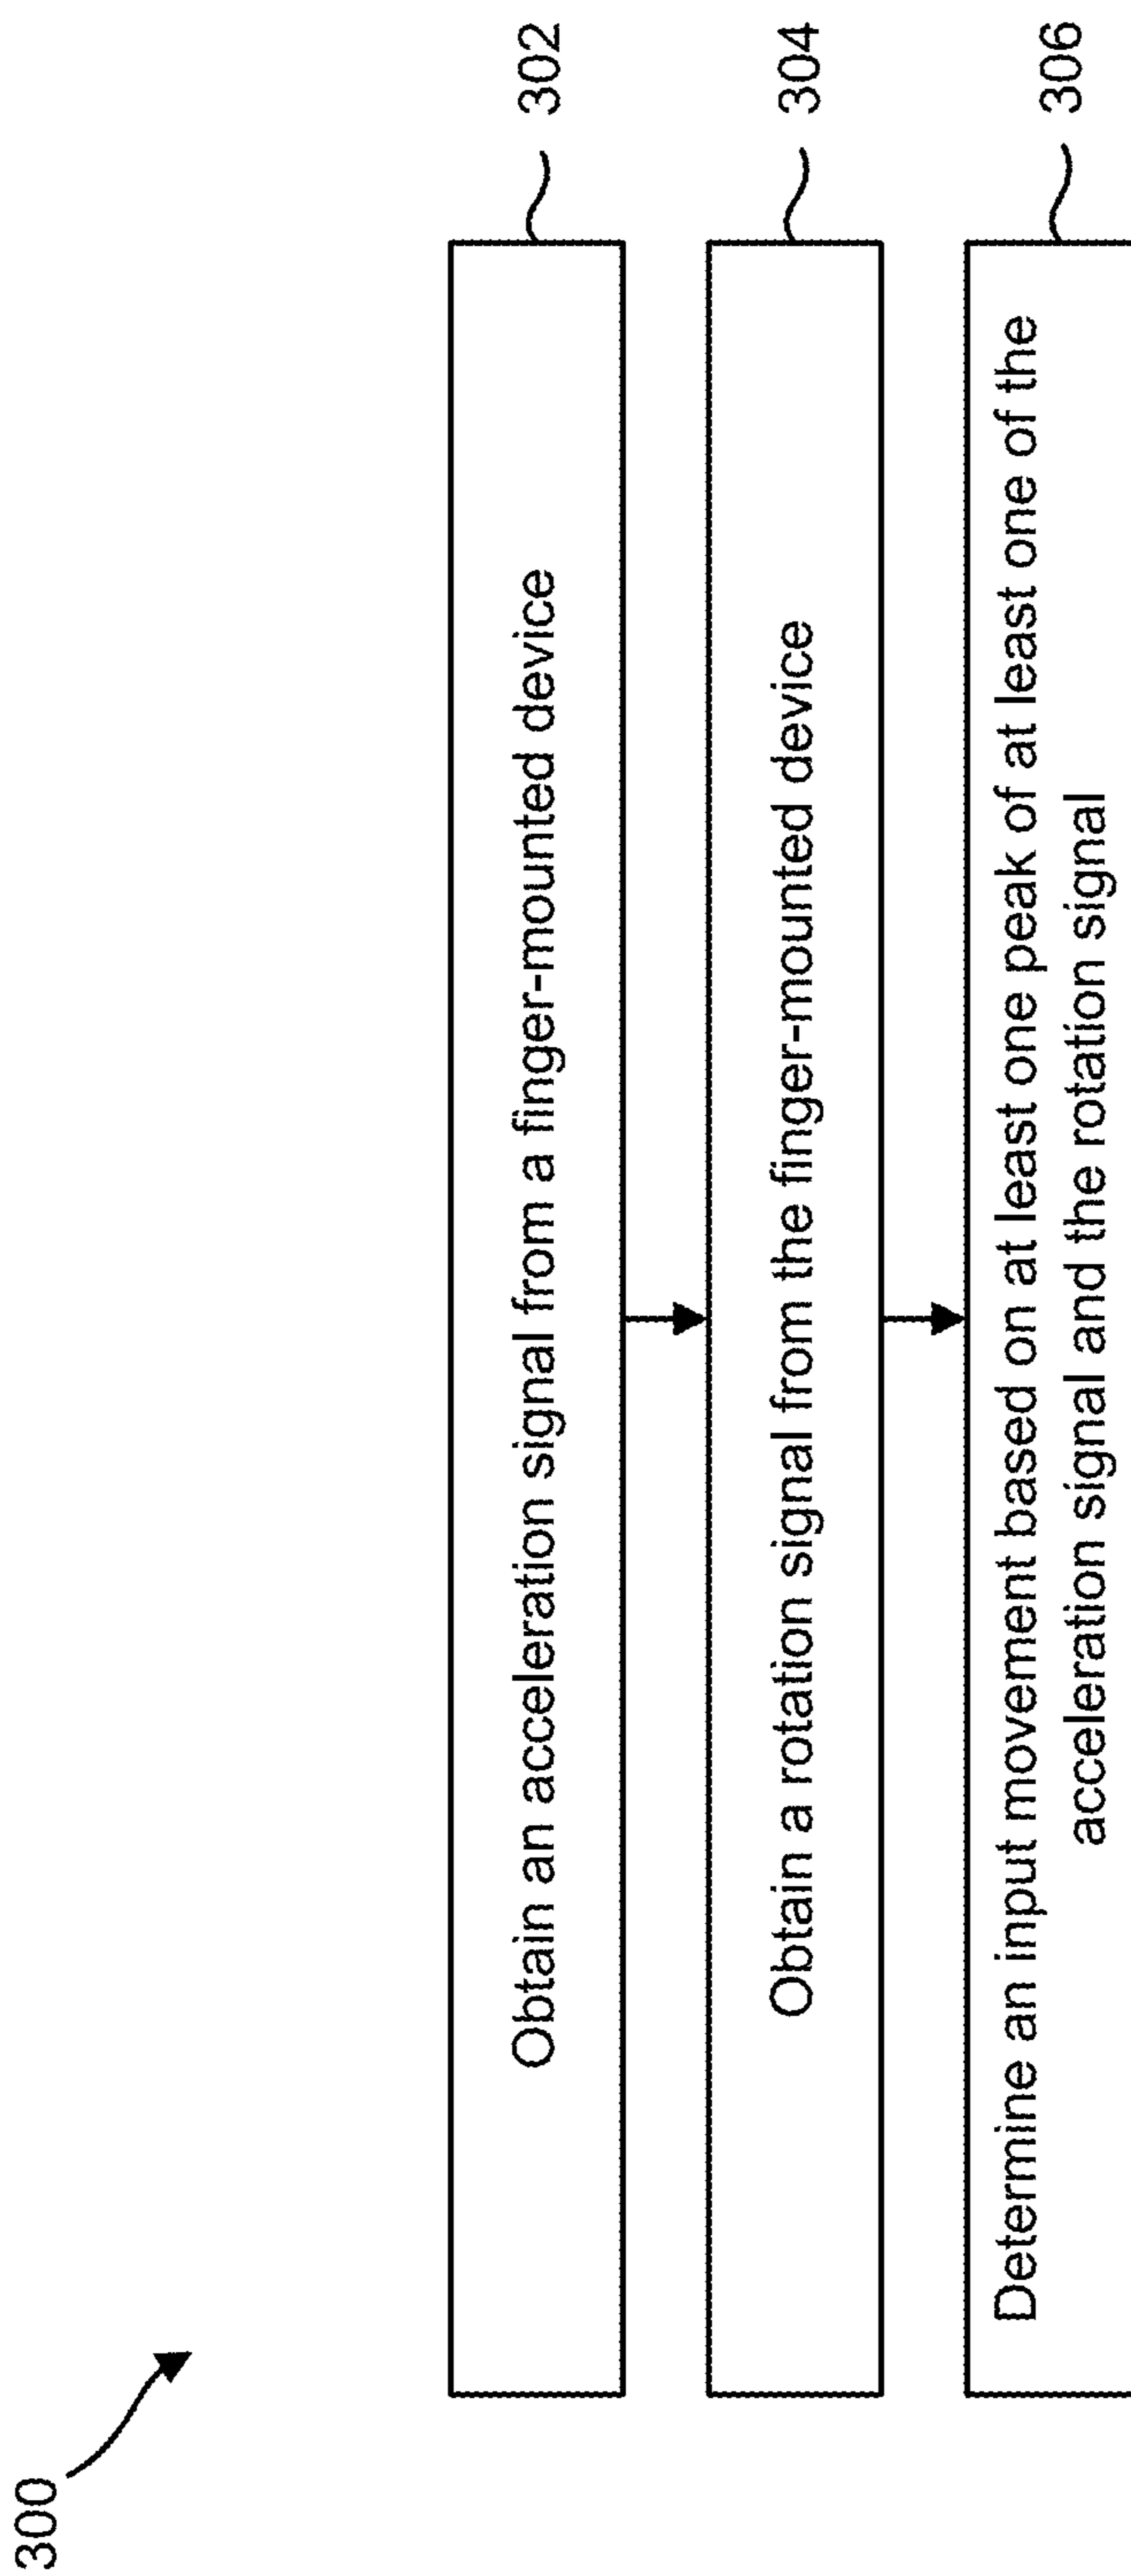 300
Obtain an acceleration signal from a finger-mounted device
302
Obtain a rotation signal from the finger-mounted device
304
Determine an input movement based on at least one peak of at least one of the
acceleration signal and the rotation signal
306